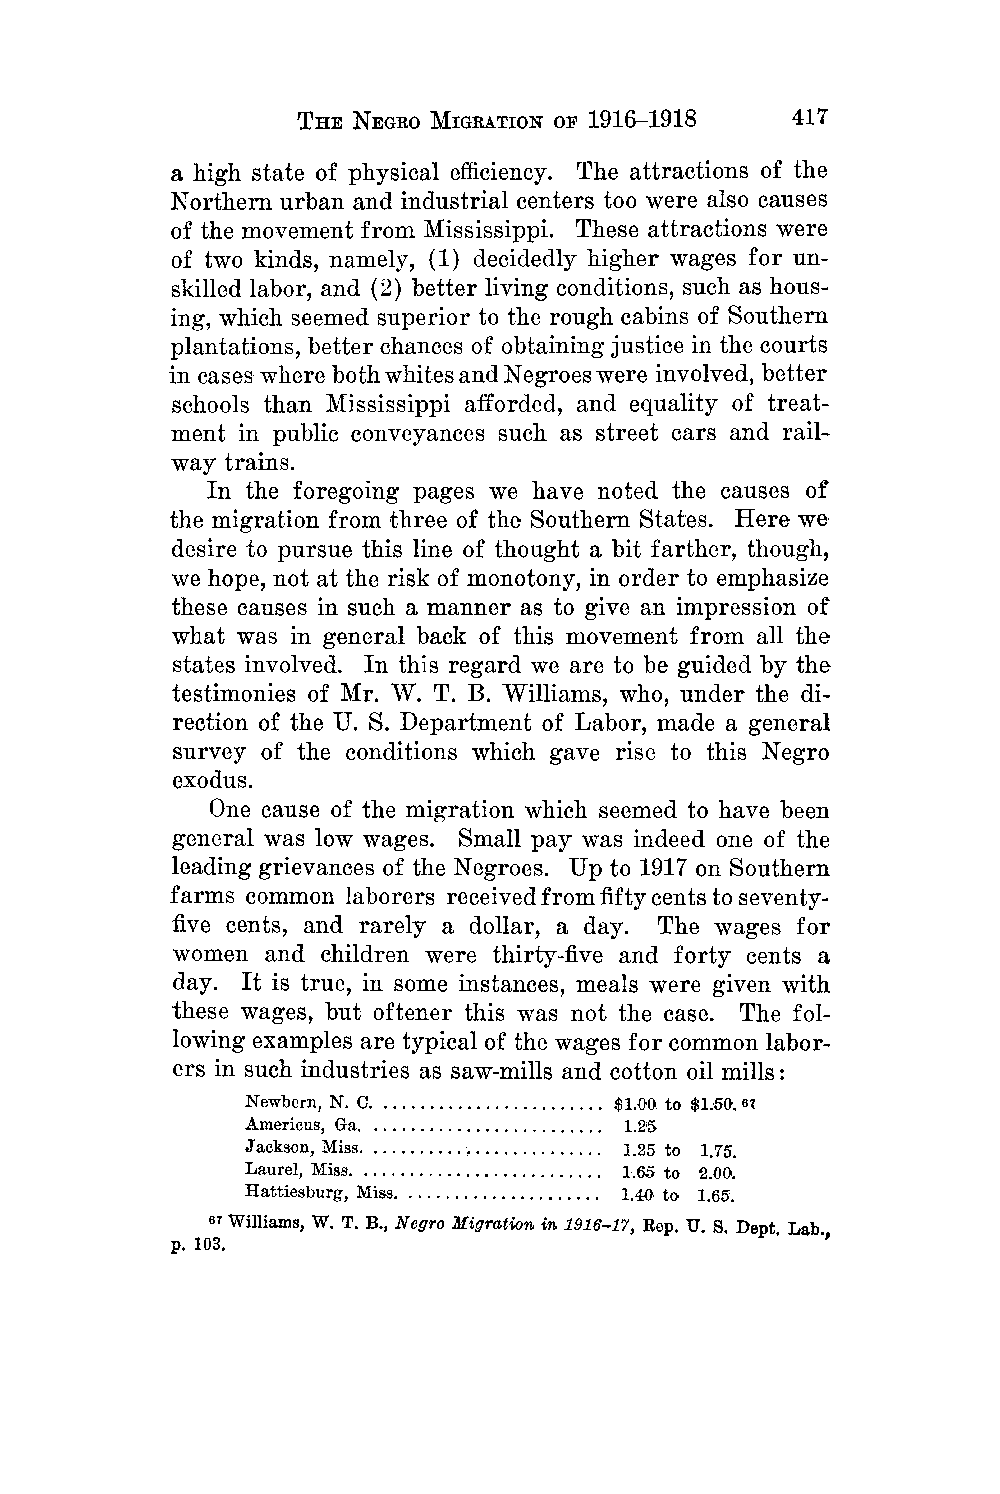 THE NEGRO MIGRATION OF 1916–1918 417
a high state of physical efficiency. The attractions of the
Northern urban and industrial centers too were also causes
of the movement from Mississippi. These attractions were
of two kinds, namely, (1) decidedly higher wages for un-
skilled labor, and (2) better living conditions, such as hous-
ing, which seemed superior to the rough cabins of Southern
plantations, better chances of obtaining justice in the courts
in cases where both whites and Negroes were involved, better
schools than Mississippi afforded, and equality of treat-
ment in public conveyances such as street cars and rail-
way trains.
In the foregoing pages we have noted the causes of
the migration from three of the Southern States. Here we
desire to pursue this line of thought a bit farther, though,
we hope, not at the risk of monotony, in order to emphasize
these causes in such a manner as to give an impression of
what was in general back of this movement from all the
states involved. In this regard we are to be guided by the
testimonies of Mr. W. T. B. Williams, who, under the di-
rection of the U. S. Department of Labor, made a general
survey of the conditions which gave rise to this Negro
exodus.
One cause of the migration which seemed to have been
general was low wages. Small pay was indeed one of the
leading grievances of the Negroes. Up to 1917 on Southern
farms common laborers received from fifty cents to seventy-
five cents, and rarely a dollar, a day. The wages for
women and children were thirty-five and forty cents a
day. It is true, in some instances, meals were given with
these wages, but oftener this was not the case. The fol-
lowing examples are typical of the wages for common labor-
ers in such industries as saw-mills and cotton oil mills:
Newbern, N. C. ........................ $1.00 to $1.50. 67
Americus, Ga. ......................... 1.25
Jackson, Miss. ......................... 1.25 to 1.75.
Laurel, Miss. .......................... 1.65 to 2.00.
Hattiesburg, Miss. ..................... 1.40 to 1.65.
67 Williams, W. T. B., Negro Migration in 1916–17, Rep. U. S. Dept. Lab.,
p. 103.